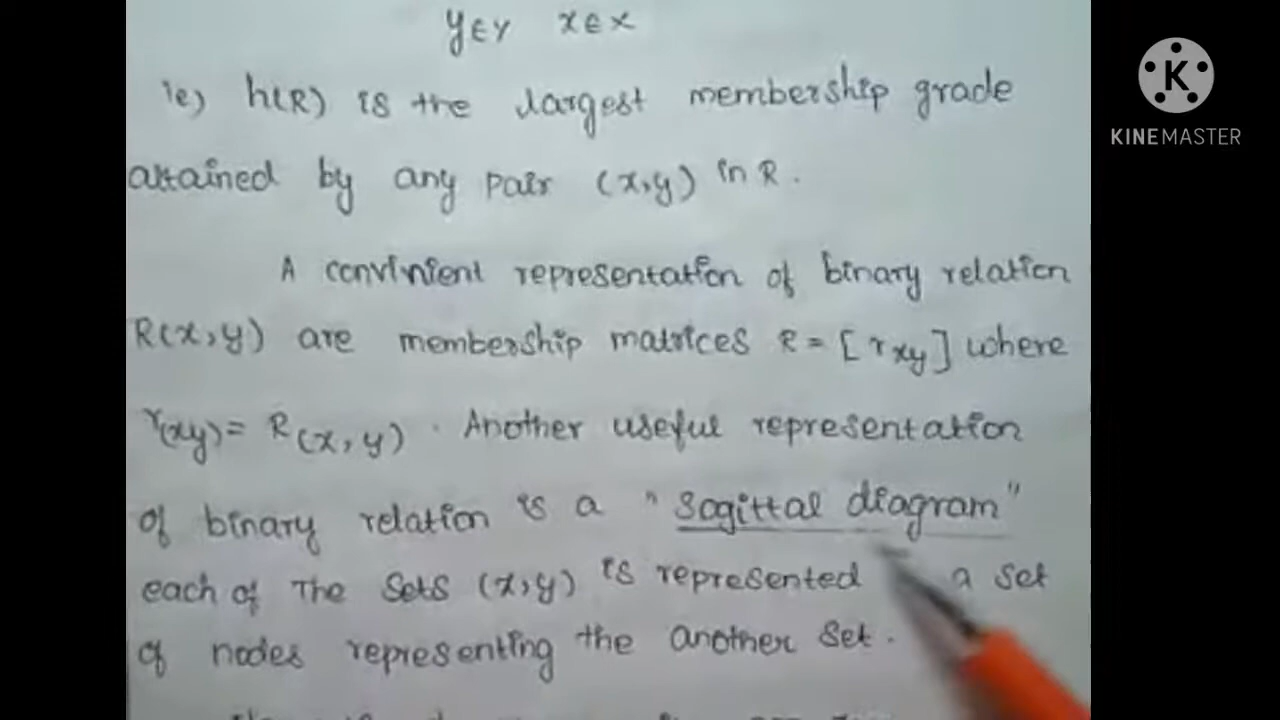 y∈Y x∈X
ie) h(R) is the largest membership grade
attained by any pair (x,y) in R.
A convinient representation of binary relation
R(x,y) are membership matrices R = [r xy] where
r(xy) = R(x,y). Another useful representation
of binary relation is a "Sagittal diagram"
each of The Sets (x,y) is represented a set
of nodes representing the another set.
KINEMASTER